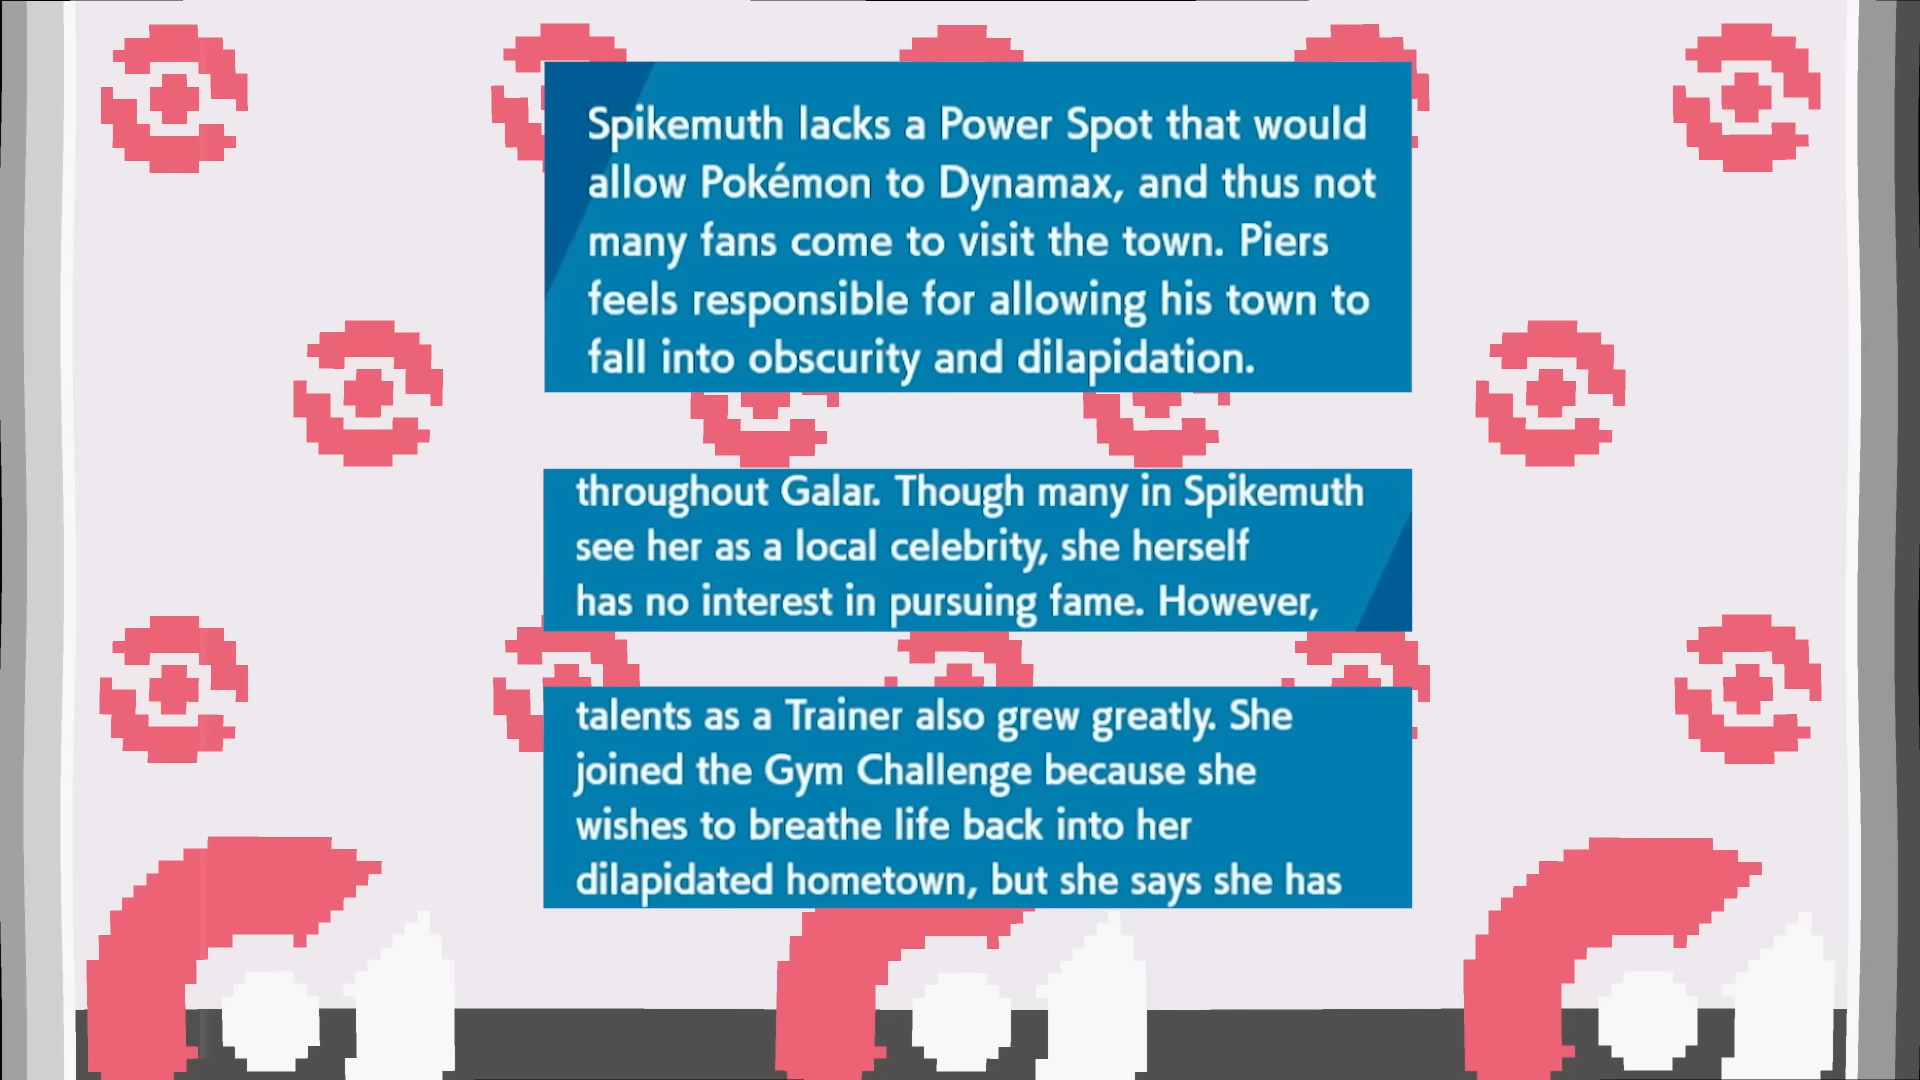 Spikemuth lacks a Power Spot that would
allow Pokémon to Dynamax, and thus not
many fans come to visit the town. Piers
feels responsible for allowing his town to
fall into obscurity and dilapidation.
throughout Galar. Though many in Spikemuth
see her as a local celebrity, she herself
has no interest in pursuing fame. However,
talents as a Trainer also grew greatly. She
joined the Gym Challenge because she
wishes to breathe life back into her
dilapidated hometown, but she says she has